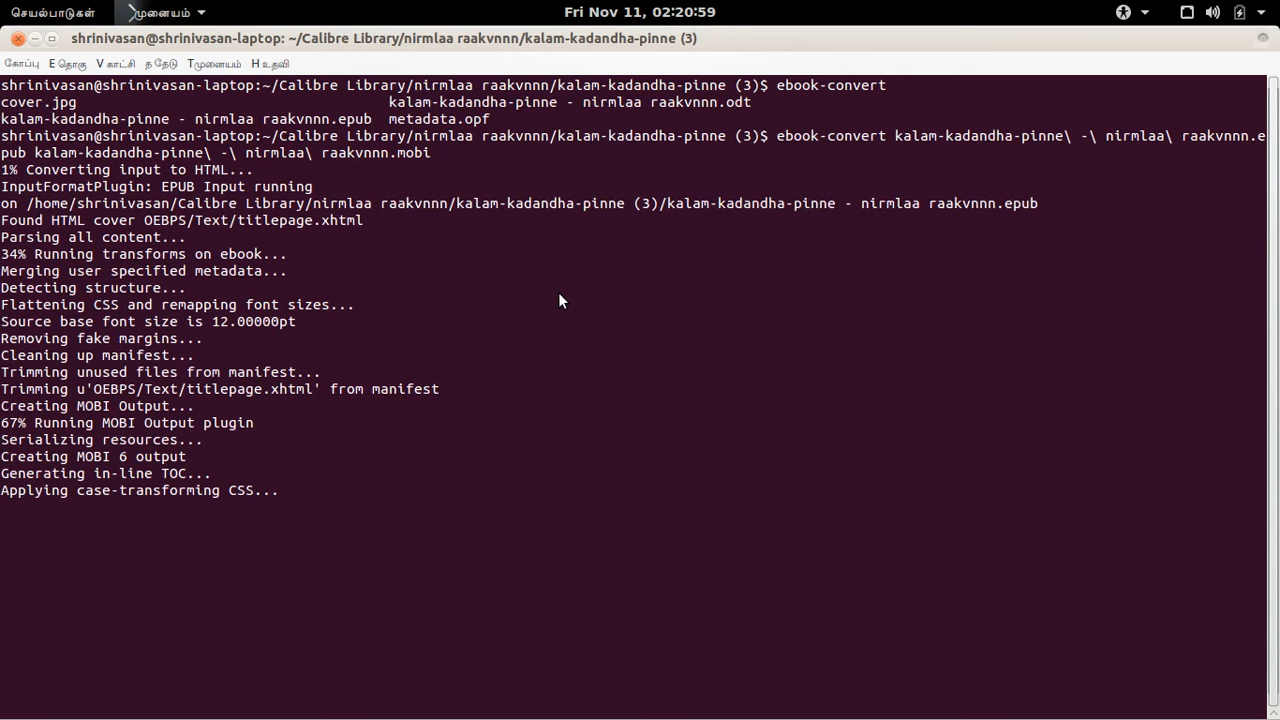 செயல்பாடுகள் முனையம் Fri Nov 11, 02:20:59
shrinivasan@shrinivasan-laptop: ~/Calibre Library/nirmlaa raakvnnn/kalam-kadandha-pinne (3)
கோப்பு E தொகு V காட்சி த தேடு Tமுனையம் H உதவி
shrinivasan@shrinivasan-laptop:~/Calibre Library/nirmlaa raakvnnn/kalam-kadandha-pinne (3)$ ebook-convert
cover.jpg kalam-kadandha-pinne - nirmlaa raakvnnn.odt
kalam-kadandha-pinne - nirmlaa raakvnnn.epub metadata.opf
shrinivasan@shrinivasan-laptop:~/Calibre Library/nirmlaa raakvnnn/kalam-kadandha-pinne (3)$ ebook-convert kalam-kadandha-pinne\ -\ nirmlaa\ raakvnnn.e
pub kalam-kadandha-pinne\ -\ nirmlaa\ raakvnnn.mobi
1% Converting input to HTML...
InputFormatPlugin: EPUB Input running
on /home/shrinivasan/Calibre Library/nirmlaa raakvnnn/kalam-kadandha-pinne (3)/kalam-kadandha-pinne - nirmlaa raakvnnn.epub
Found HTML cover OEBPS/Text/titlepage.xhtml
Parsing all content...
34% Running transforms on ebook...
Merging user specified metadata...
Detecting structure...
Flattening CSS and remapping font sizes...
Source base font size is 12.00000pt
Removing fake margins...
Cleaning up manifest...
Trimming unused files from manifest...
Trimming u'OEBPS/Text/titlepage.xhtml' from manifest
Creating MOBI Output...
67% Running MOBI Output plugin
Serializing resources...
Creating MOBI 6 output
Generating in-line TOC...
Applying case-transforming CSS...